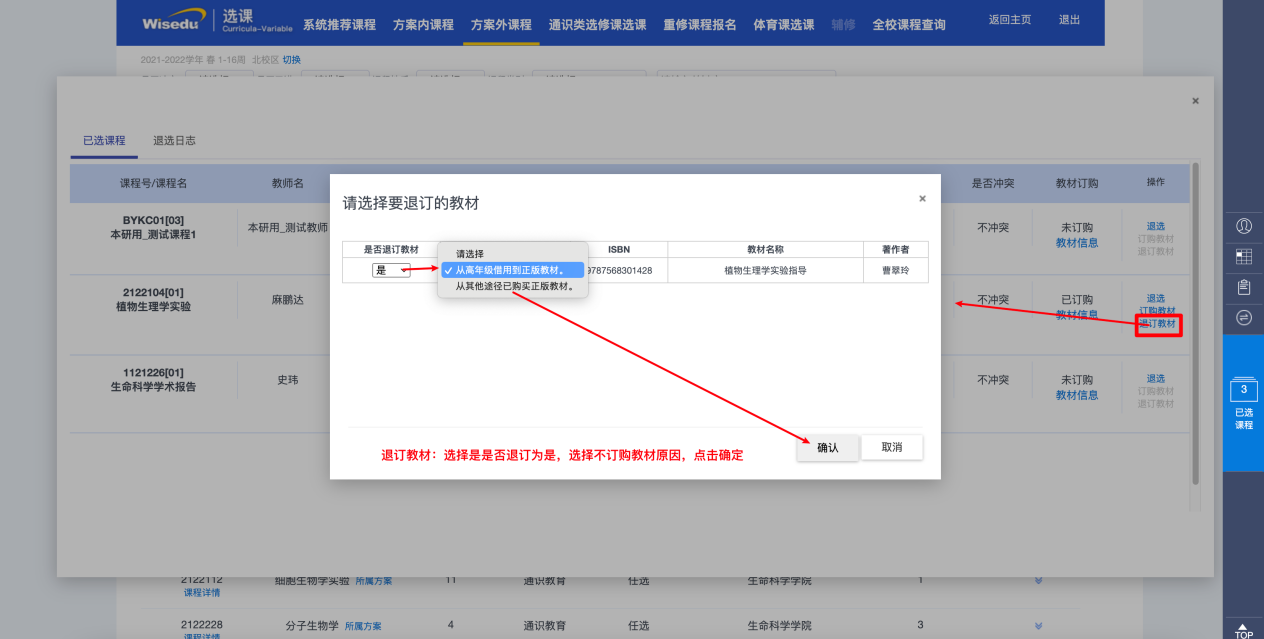 Wisedu 选课
Curricula-Variable
系统推荐课程 方案内课程 方案外课程 通识类选修课选课 重修课程报名 体育课选课 辅修 全校课程查询 返回主页 退出
2021-2022学年 春 1-16周 北校区 切换
×
已选课程 退选日志
课程号/课程名 教师名 是否冲突 教材订购 操作
BYKC01[03]
本研用_测试课程1
本研用_测试教师
不冲突
未订购
教材信息
退选
订购教材
退订教材
2122104[01]
植物生理学实验
麻鹏达
不冲突
已订购
教材信息
退选
订购教材
退订教材
1121226[01]
生命科学学术报告
史玮
不冲突
未订购
教材信息
退选
订购教材
退订教材
请选择要退订的教材 ×
是否退订教材 ISBN 教材名称 著作者
是 9787568301428 植物生理学实验指导 曹翠玲
请选择
✓ 从高年级借用到正版教材。
从其他途径已购买正版教材。
退订教材：选择是是否退订为是，选择不订购教材原因，点击确定
确认 取消
2122112 细胞生物学实验 所属方案 11 通识教育 任选 生命科学学院 1
课程详情
2122228 分子生物学 所属方案 4 通识教育 任选 生命科学学院 3
课程详情
3
已选
课程
TOP